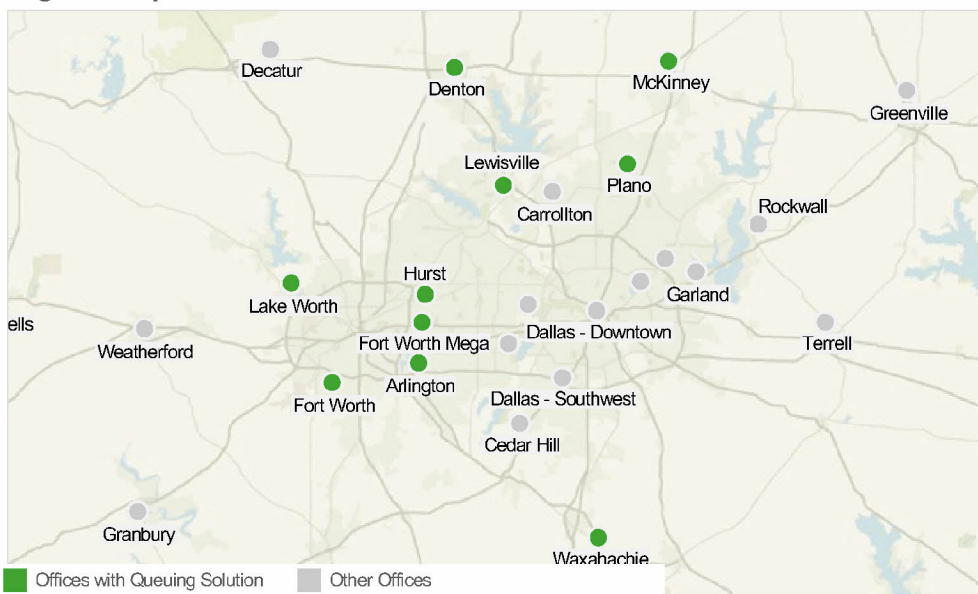 Decatur
Denton
McKinney
Greenville
Lewisville
Plano
Carrollton
Rockwall
Hurst
Lake Worth
Garland
ells
Weatherford
Fort Worth Mega
Dallas - Downtown
Terrell
Arlington
Fort Worth
Dallas - Southwest
Cedar Hill
Granbury
Waxahachie
Offices with Queuing Solution
Other Offices